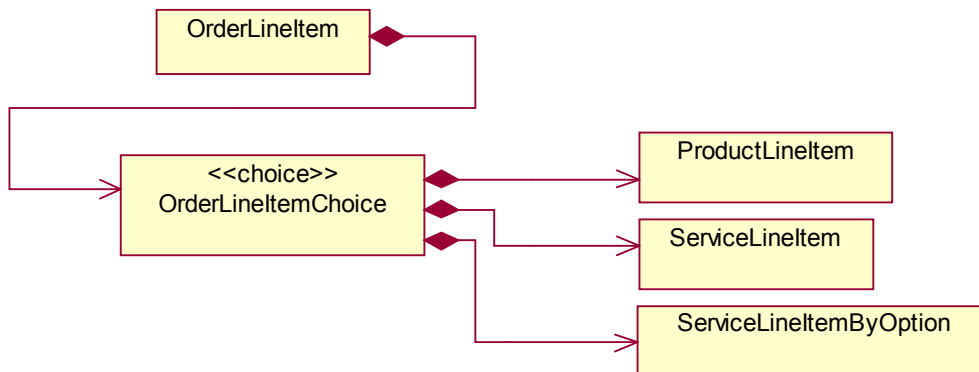 OrderLineItem
<<choice>>
OrderLineItemChoice
ProductLineItem
ServiceLineItem
ServiceLineItemByOption